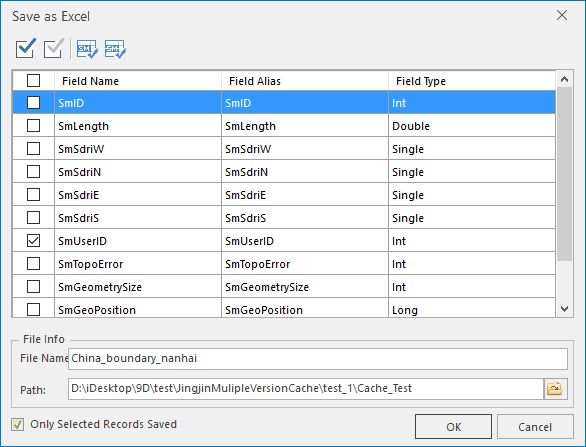 Save as Excel
Field Name Field Alias Field Type
SmID SmID Int
SmLength SmLength Double
SmSdriW SmSdriW Single
SmSdriN SmSdriN Single
SmSdriE SmSdriE Single
SmSdriS SmSdriS Single
SmUserID SmUserID Int
SmTopoError SmTopoError Int
SmGeometrySize SmGeometrySize Int
SmGeoPosition SmGeoPosition Long
File Info
File Name China_boundary_nanhai
Path: D:\iDesktop\9D\test\JingjinMulipleVersionCache\test_1\Cache_Test
Only Selected Records Saved
OK Cancel